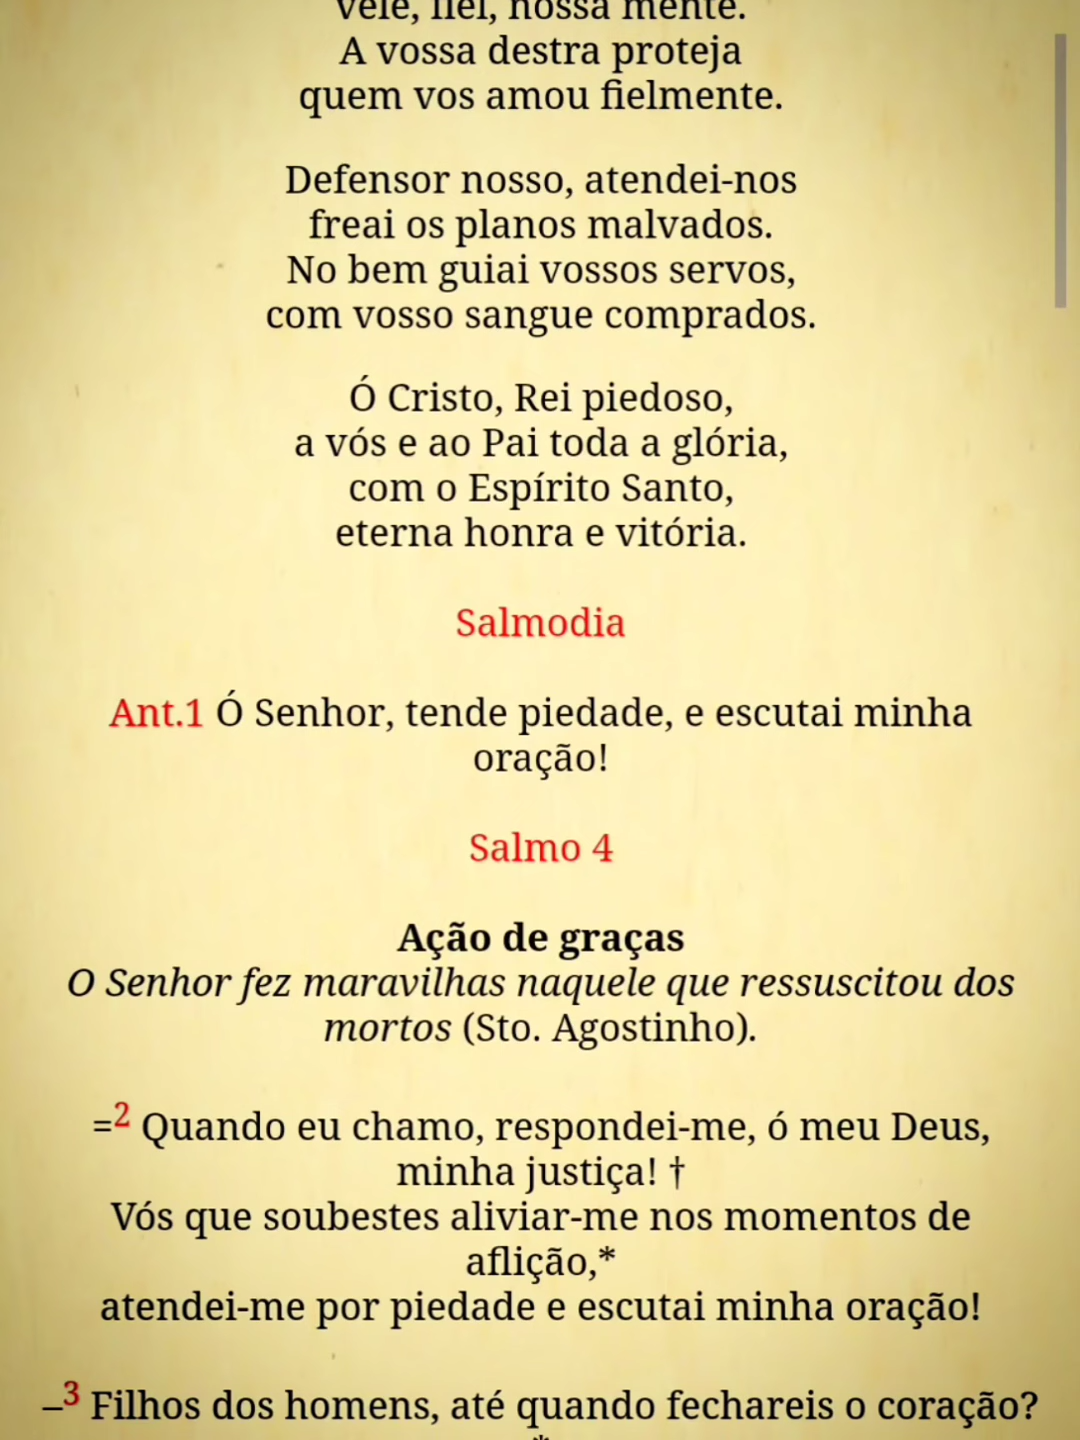 vele, fiel, nossa mente.
A vossa destra proteja
quem vos amou fielmente.
Defensor nosso, atendei-nos
freai os planos malvados.
No bem guiai vossos servos,
com vosso sangue comprados.
Ó Cristo, Rei piedoso,
a vós e ao Pai toda a glória,
com o Espírito Santo,
eterna honra e vitória.
Salmodia
Ant.1 Ó Senhor, tende piedade, e escutai minha
oração!
Salmo 4
Ação de graças
O Senhor fez maravilhas naquele que ressuscitou dos
mortos (Sto. Agostinho).
=2 Quando eu chamo, respondei-me, ó meu Deus,
minha justiça! †
Vós que soubestes aliviar-me nos momentos de
aflição,*
atendei-me por piedade e escutai minha oração!
–3 Filhos dos homens, até quando fechareis o coração?
*